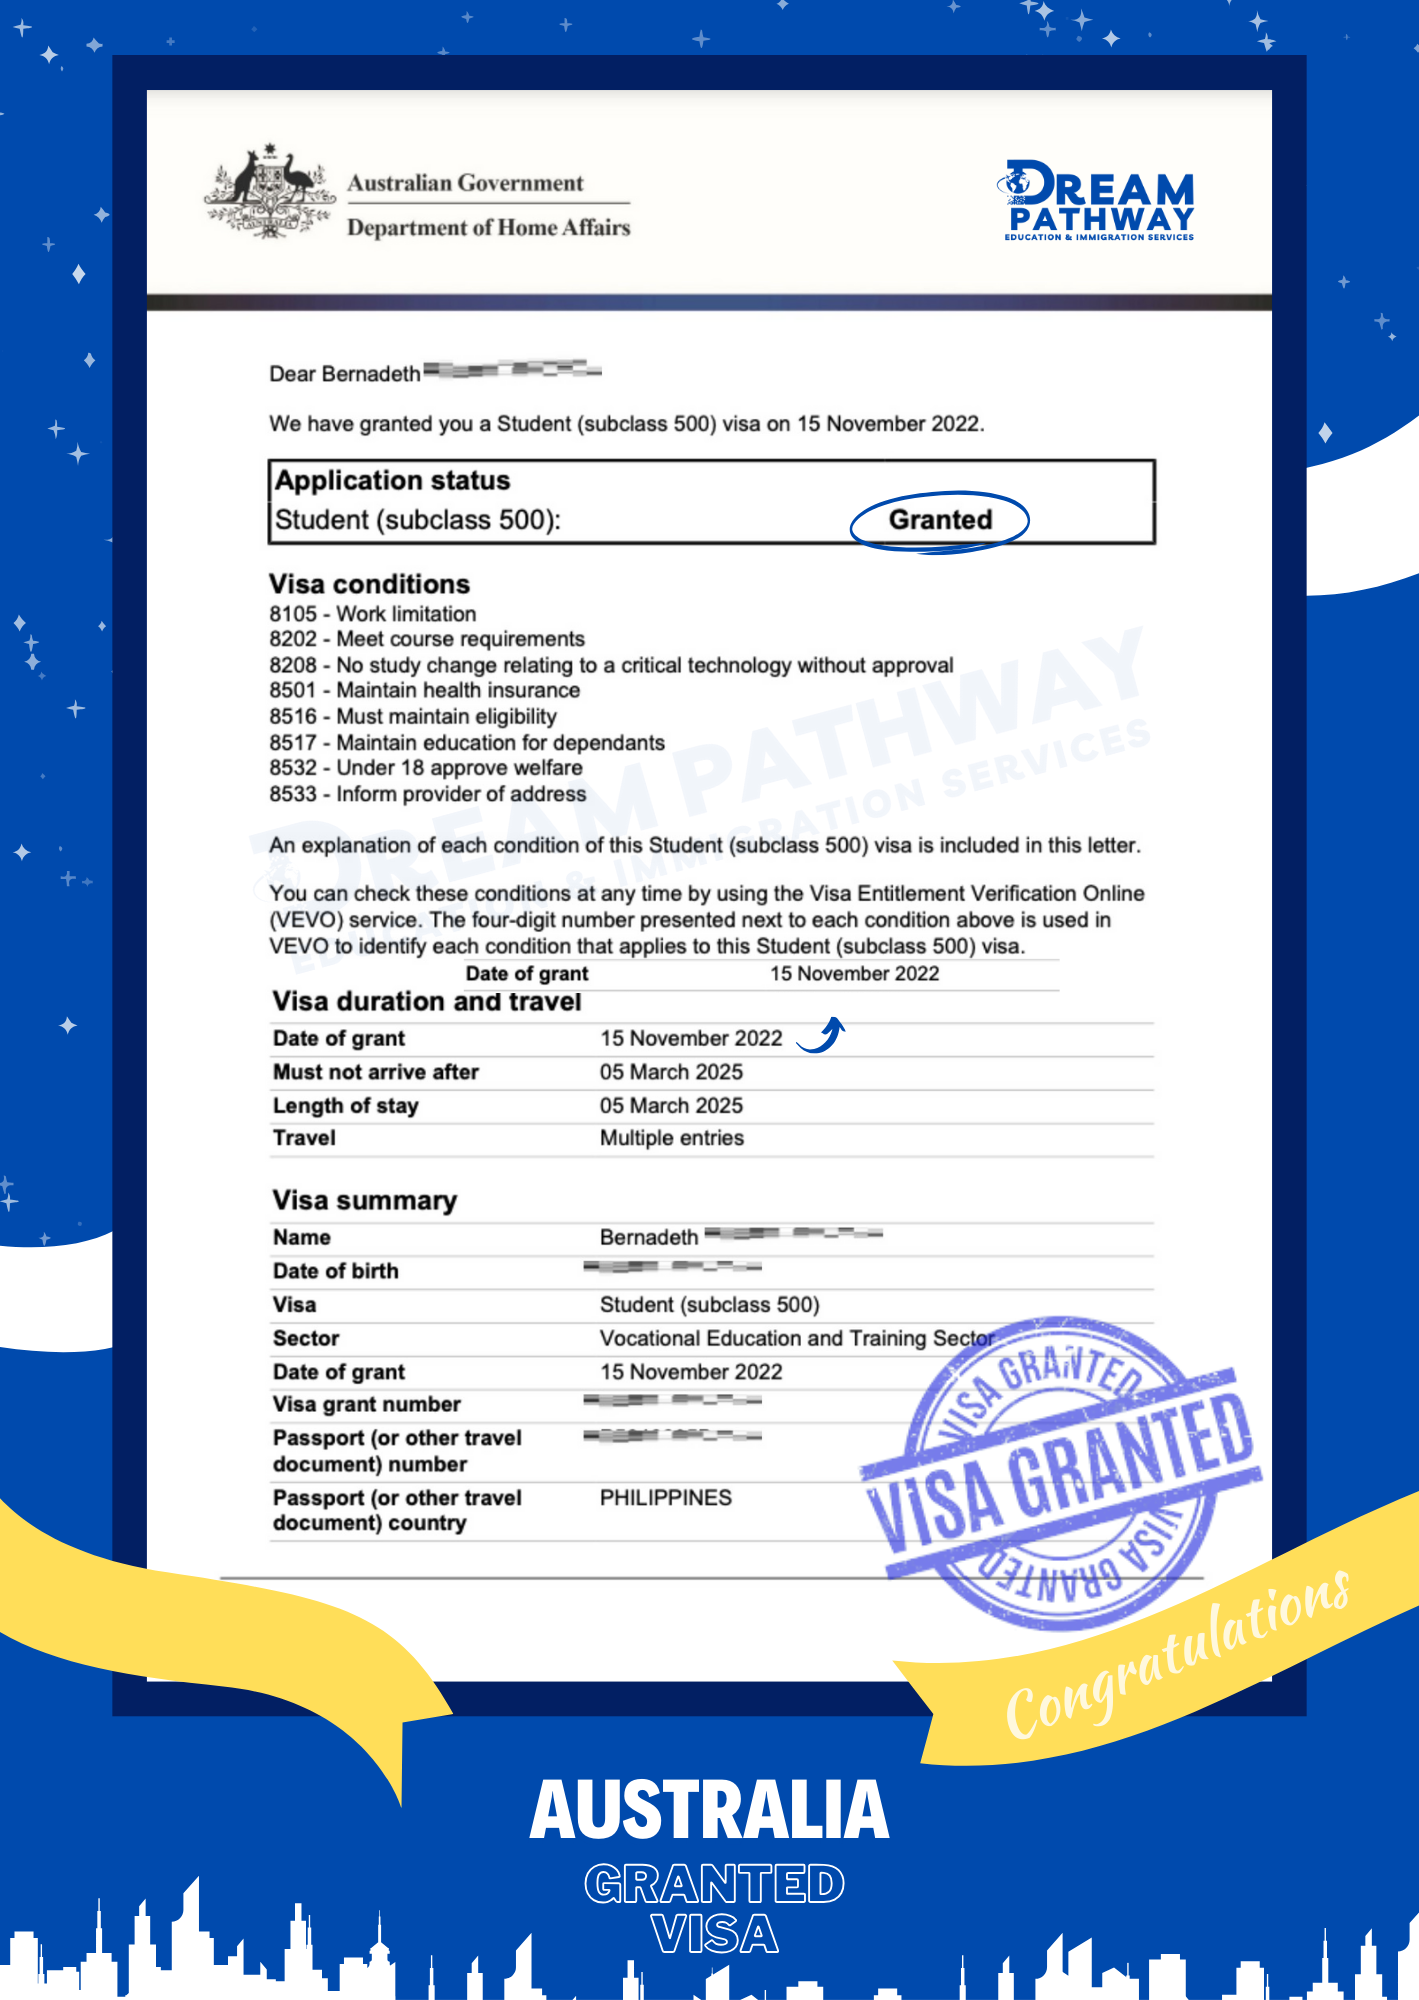 Australian Government
Department of Home Affairs
DREAM
PATHWAY
EDUCATION & IMMIGRATION SERVICES
Dear Bernadeth
We have granted you a Student (subclass 500) visa on 15 November 2022.
Application status
Student (subclass 500): Granted
Visa conditions
8105 - Work limitation
8202 - Meet course requirements
8208 - No study change relating to a critical technology without approval
8501 - Maintain health insurance
8516 - Must maintain eligibility
8517 - Maintain education for dependants
8532 - Under 18 approve welfare
8533 - Inform provider of address
DREAM PATHWAY
EDUCATION & IMMIGRATION SERVICES
An explanation of each condition of this Student (subclass 500) visa is included in this letter.
You can check these conditions at any time by using the Visa Entitlement Verification Online
(VEVO) service. The four-digit number presented next to each condition above is used in
VEVO to identify each condition that applies to this Student (subclass 500) visa.
Date of grant 15 November 2022
Visa duration and travel
Date of grant 15 November 2022
Must not arrive after 05 March 2025
Length of stay 05 March 2025
Travel Multiple entries
Visa summary
Name Bernadeth
Date of birth
Visa Student (subclass 500)
Sector Vocational Education and Training Sector
Date of grant 15 November 2022
Visa grant number
Passport (or other travel
document) number
Passport (or other travel PHILIPPINES
document) country
VISA GRANTED
VISA GRANTED
VISA GRANTED
Congratulations
AUSTRALIA
GRANTED
VISA